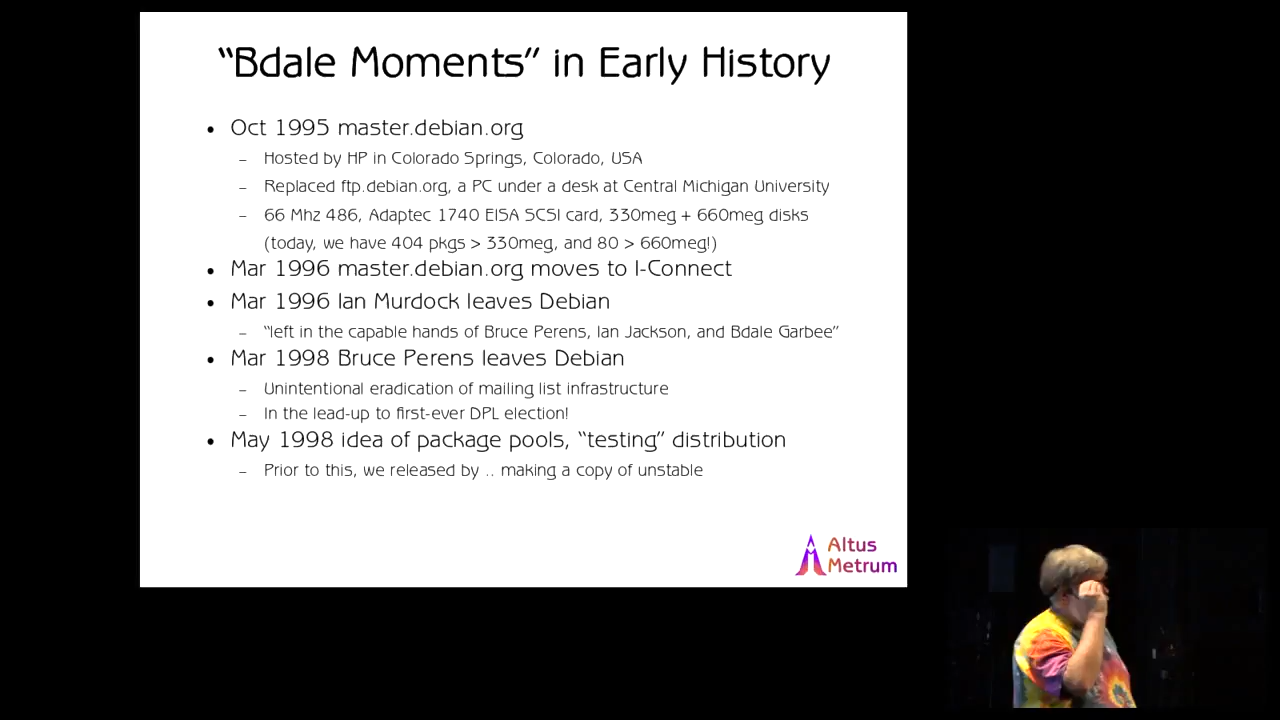 “Bdale Moments” in Early History
• Oct 1995 master.debian.org
– Hosted by HP in Colorado Springs, Colorado, USA
– Replaced ftp.debian.org, a PC under a desk at Central Michigan University
– 66 Mhz 486, Adaptec 1740 EISA SCSI card, 330meg + 660meg disks
(today, we have 404 pkgs > 330meg, and 80 > 660meg!)
• Mar 1996 master.debian.org moves to I-Connect
• Mar 1996 Ian Murdock leaves Debian
– “left in the capable hands of Bruce Perens, Ian Jackson, and Bdale Garbee”
• Mar 1998 Bruce Perens leaves Debian
– Unintentional eradication of mailing list infrastructure
– In the lead-up to first-ever DPL election!
• May 1998 idea of package pools, “testing” distribution
– Prior to this, we released by .. making a copy of unstable
Altus
Metrum